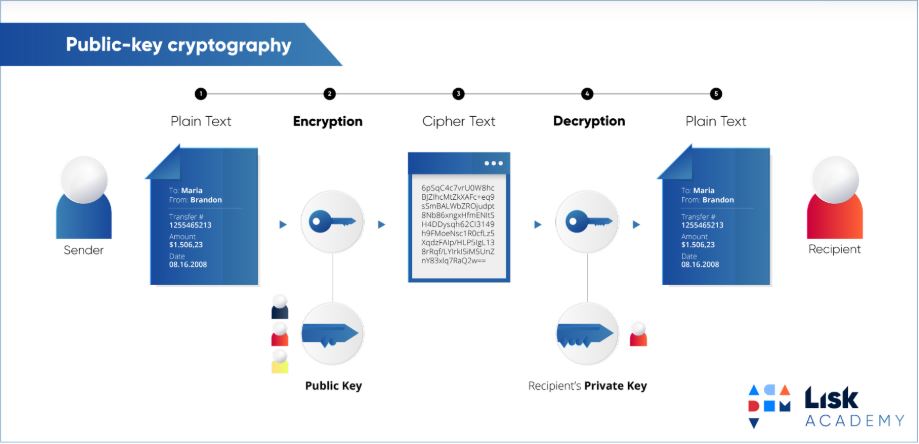 Public-key cryptography
1 2 3 4 5
Plain Text Encryption Cipher Text Decryption Plain Text
Sender
To: Maria
From: Brandon
Transfer #
1255465213
Amount
$1.506,23
Date
08.16.2008
6pSqC4c7vrU0W8hc
BJZlhcMtZkXAFc+eq9
sSmBALWbZROjudpt
8Nb86xngxHfmENItS
H4DDysqh62Cl3149
h9FMoeNsc1R0cfLz5
XqdzFAlp/HLP5IgL13
8rRqf/LYIrkI5iM5UnZ
nY83xlq7RaQ2w==
To: Maria
From: Brandon
Transfer #
1255465213
Amount
$1.506,23
Date
08.16.2008
Recipient
Public Key
Recipient's Private Key
Lisk
ACADEMY